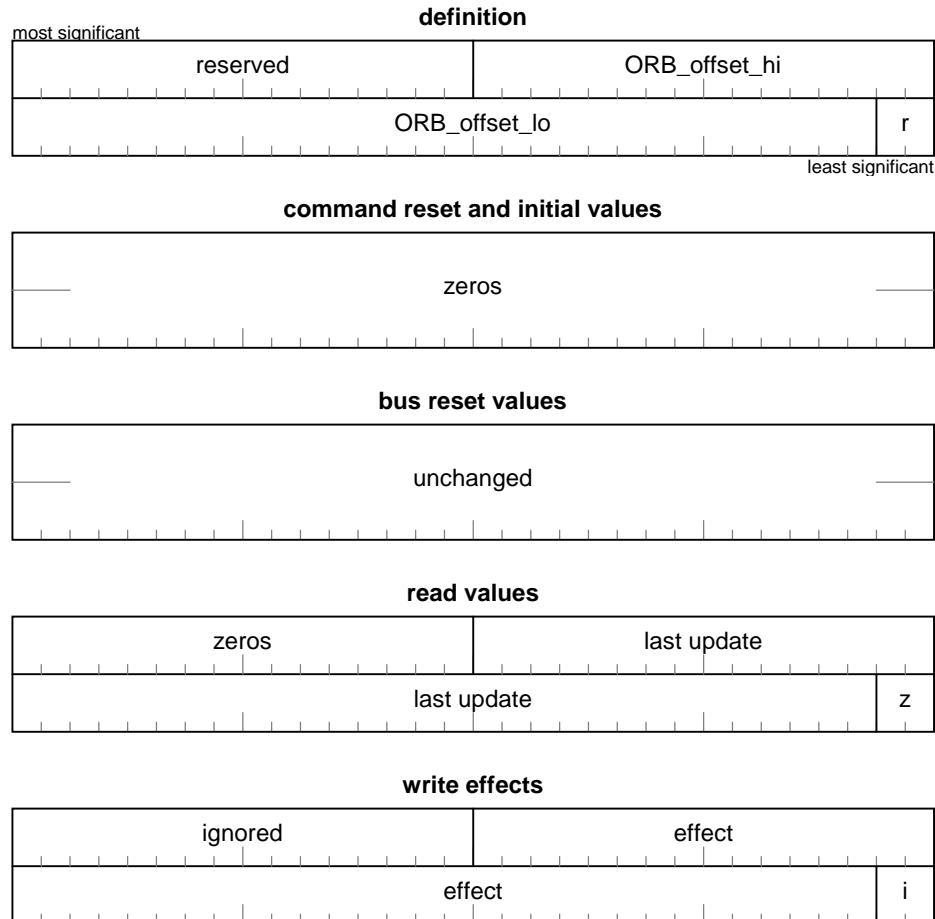 definition
most significant
reserved ORB_offset_hi
ORB_offset_lo r
least significant
command reset and initial values
zeros
bus reset values
unchanged
read values
zeros last update
last update z
write effects
ignored effect
effect i